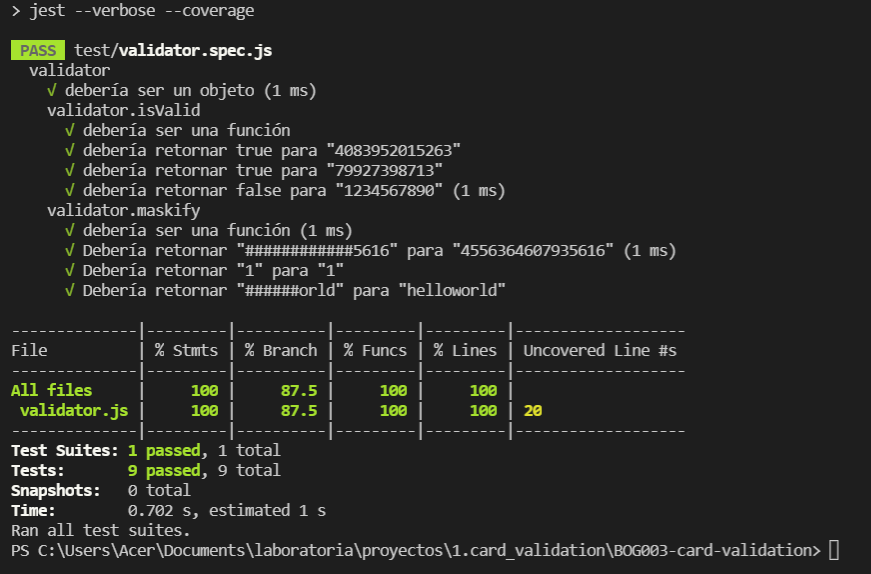 > jest --verbose --coverage
PASS test/validator.spec.js
validator
√ debería ser un objeto (1 ms)
validator.isValid
√ debería ser una función
√ debería retornar true para "4083952015263"
√ debería retornar true para "79927398713"
√ debería retornar false para "1234567890" (1 ms)
validator.maskify
√ debería ser una función (1 ms)
√ Debería retornar "############5616" para "4556364607935616" (1 ms)
√ Debería retornar "1" para "1"
√ Debería retornar "######orld" para "helloworld"
--------------|---------|----------|---------|---------|-------------------
File          | % Stmts | % Branch | % Funcs | % Lines | Uncovered Line #s
--------------|---------|----------|---------|---------|-------------------
All files     |     100 |     87.5 |     100 |     100 |
validator.js |     100 |     87.5 |     100 |     100 | 20
--------------|---------|----------|---------|---------|-------------------
Test Suites: 1 passed, 1 total
Tests:       9 passed, 9 total
Snapshots:   0 total
Time:        0.702 s, estimated 1 s
Ran all test suites.
PS C:\Users\Acer\Documents\laboratoria\proyectos\1.card_validation\BOG003-card-validation>